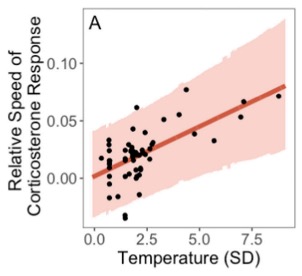 A
Relative Speed of
Corticosterone Response
0.10
0.05
0.00
0.0 2.5 5.0 7.5
Temperature (SD)